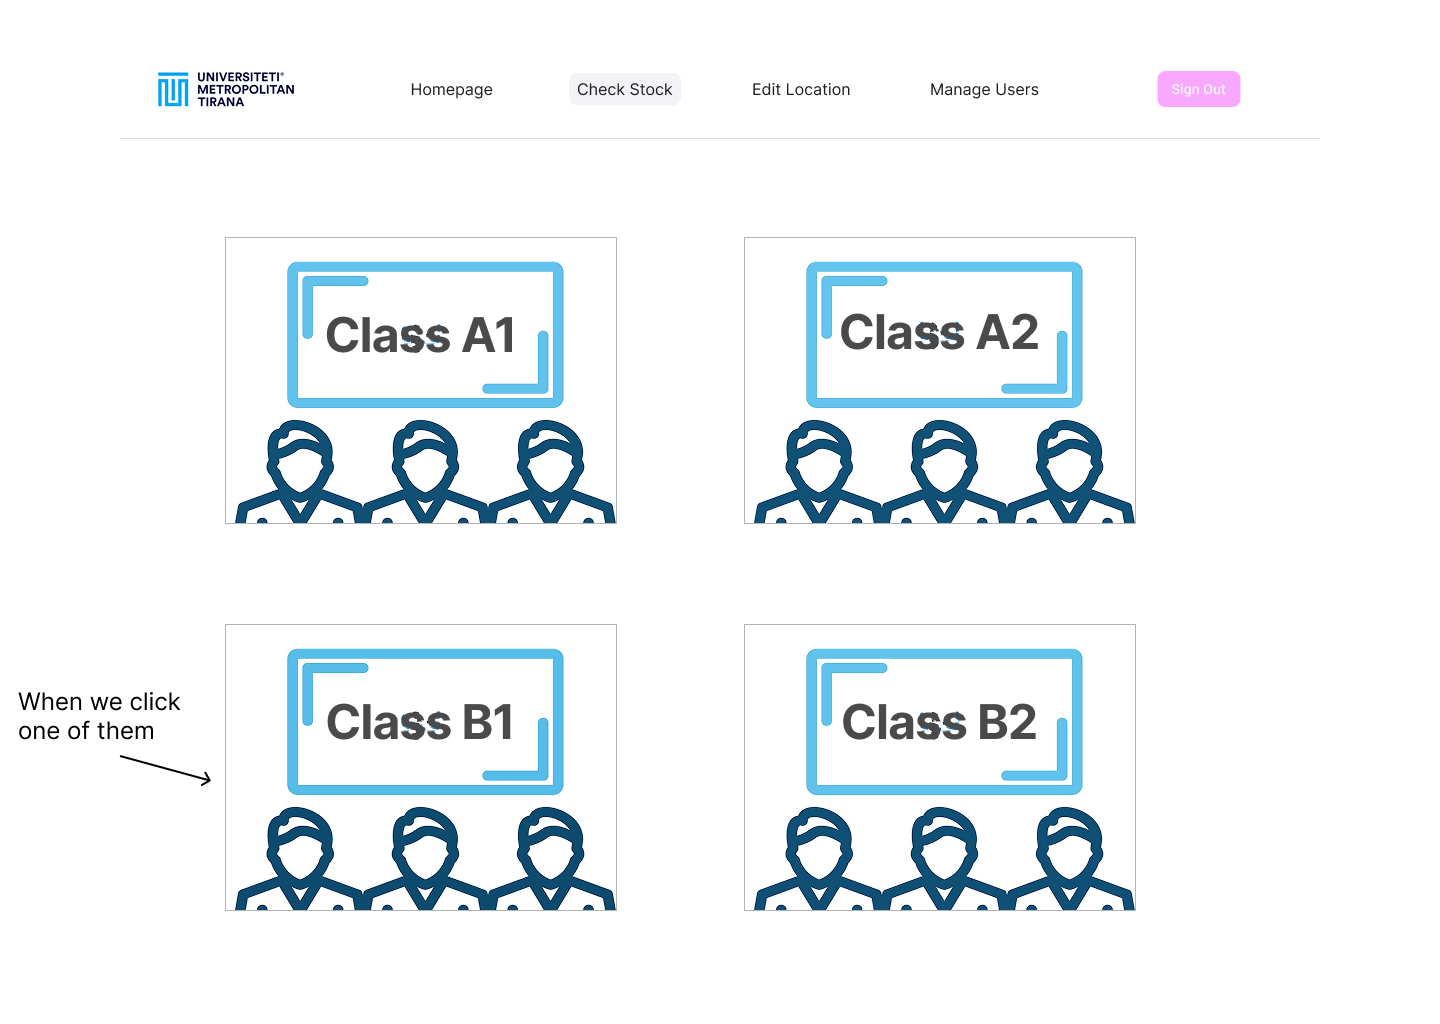 UNIVERSITETI®
METROPOLITAN
TIRANA
Homepage
Check Stock
Edit Location
Manage Users
Sign Out
Class A1
Class A2
When we click
one of them
Class B1
Class B2